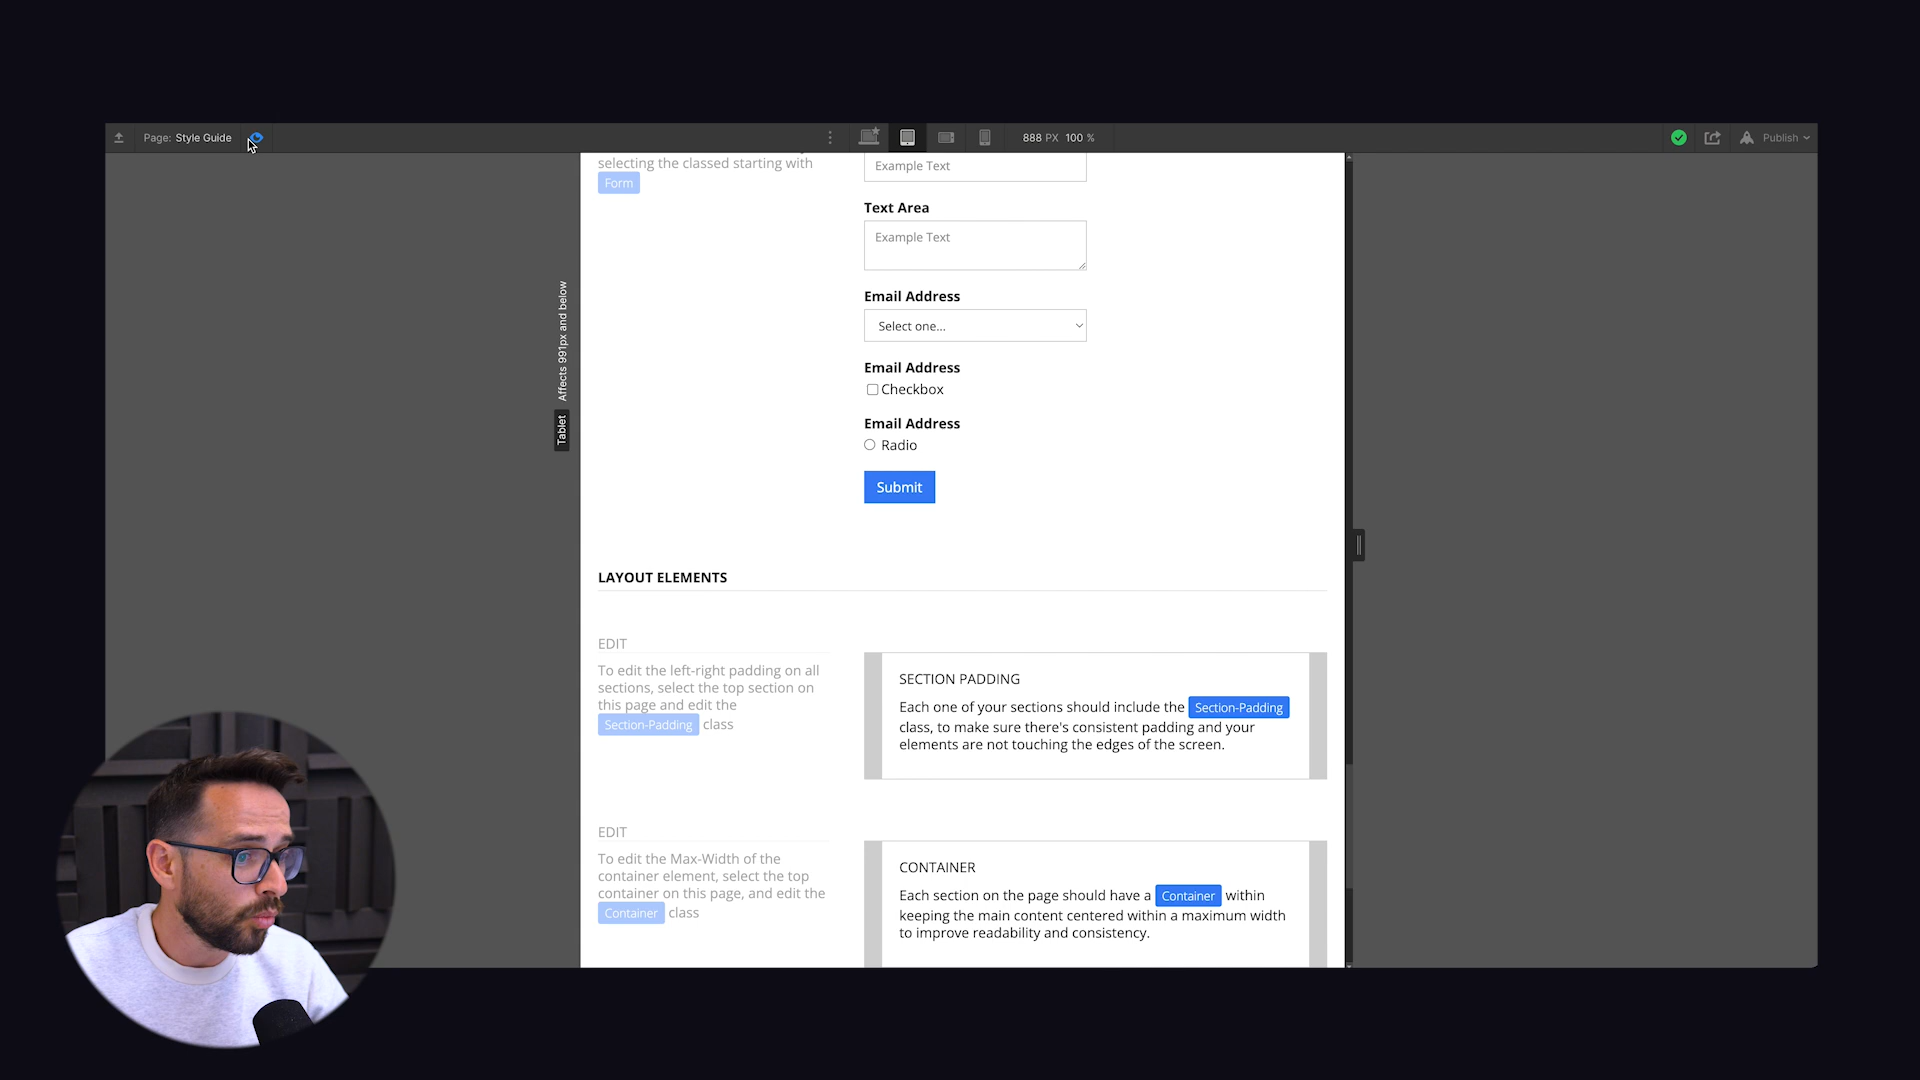 Page: Style Guide
888 PX 100 %
Publish
selecting the classed starting with
Form
Example Text
Text Area
Example Text
Email Address
Select one...
Email Address
Checkbox
Email Address
Radio
Submit
Affects 991px and below
Tablet
LAYOUT ELEMENTS
EDIT
To edit the left-right padding on all
sections, select the top section on
this page and edit the
Section-Padding class
SECTION PADDING
Each one of your sections should include the Section-Padding
class, to make sure there's consistent padding and your
elements are not touching the edges of the screen.
EDIT
To edit the Max-Width of the
container element, select the top
container on this page, and edit the
Container class
CONTAINER
Each section on the page should have a Container within
keeping the main content centered within a maximum width
to improve readability and consistency.